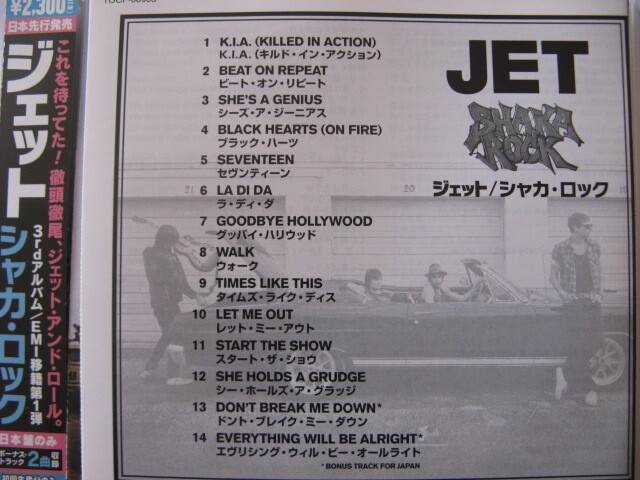 ¥2,300
日本先行発売
これを待ってた!徹頭徹尾、ジェット・アンド・ロール。
ジェット
3rdアルバム/EMI移籍第1弾
シャカ・ロック
日本盤のみ
ボーナス・トラック2曲収録
1 K.I.A. (KILLED IN ACTION)
K.I.A.(キルド・イン・アクション)
2 BEAT ON REPEAT
ビート・オン・リピート
3 SHE'S A GENIUS
シーズ・ア・ジーニアス
4 BLACK HEARTS (ON FIRE)
ブラック・ハーツ
5 SEVENTEEN
セヴンティーン
6 LA DI DA
ラ・ディ・ダ
7 GOODBYE HOLLYWOOD
グッバイ・ハリウッド
8 WALK
ウォーク
9 TIMES LIKE THIS
タイムズ・ライク・ディス
10 LET ME OUT
レット・ミー・アウト
11 START THE SHOW
スタート・ザ・ショウ
12 SHE HOLDS A GRUDGE
シー・ホールズ・ア・グラッジ
13 DON'T BREAK ME DOWN*
ドント・ブレイク・ミー・ダウン
14 EVERYTHING WILL BE ALRIGHT*
エヴリシング・ウィル・ビー・オールライト
* BONUS TRACK FOR JAPAN
JET
SHAKA
ROCK
ジェット/シャカ・ロック
21
20